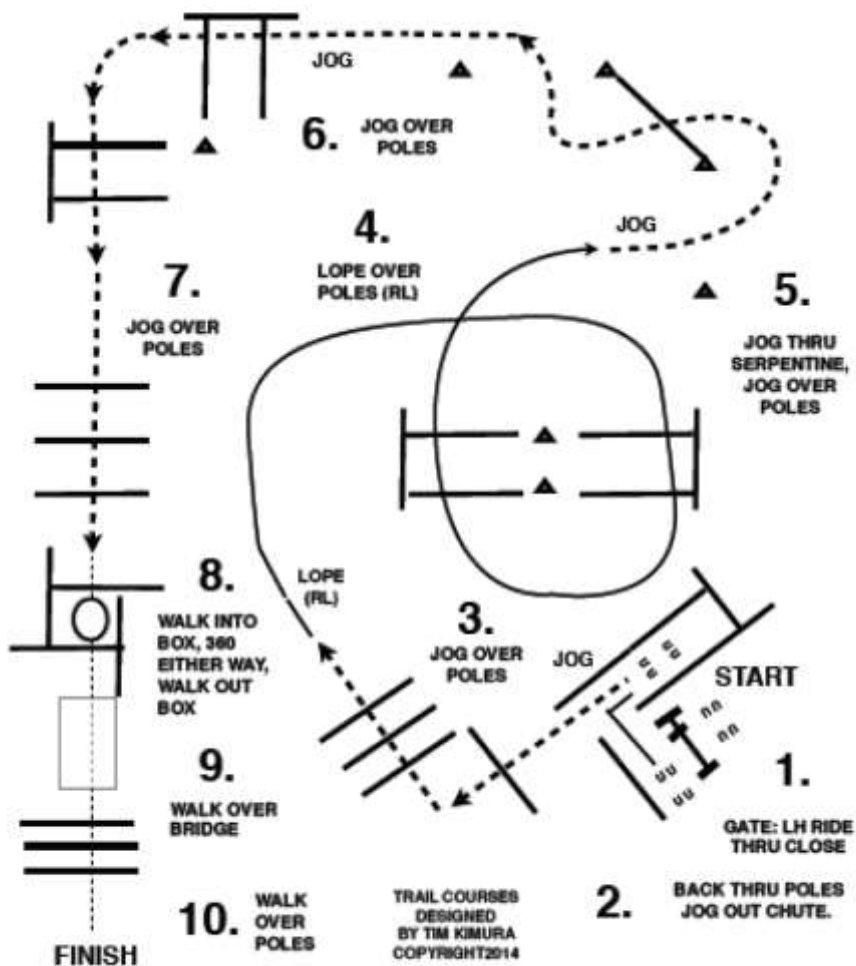 JOG
6. JOG OVER
POLES
4.
LOPE OVER
POLES (RL)
JOG
7.
JOG OVER
POLES
5.
JOG THRU
SERPENTINE,
JOG OVER
POLES
8.
WALK INTO
BOX, 360
EITHER WAY,
WALK OUT
BOX
LOPE
(RL)
3.
JOG OVER
POLES
JOG
START
9.
WALK OVER
BRIDGE
1.
GATE: LH RIDE
THRU CLOSE
2. BACK THRU POLES
JOG OUT CHUTE.
10. WALK
OVER
POLES
TRAIL COURSES
DESIGNED
BY TIM KIMURA
COPYRIGHT2014
FINISH